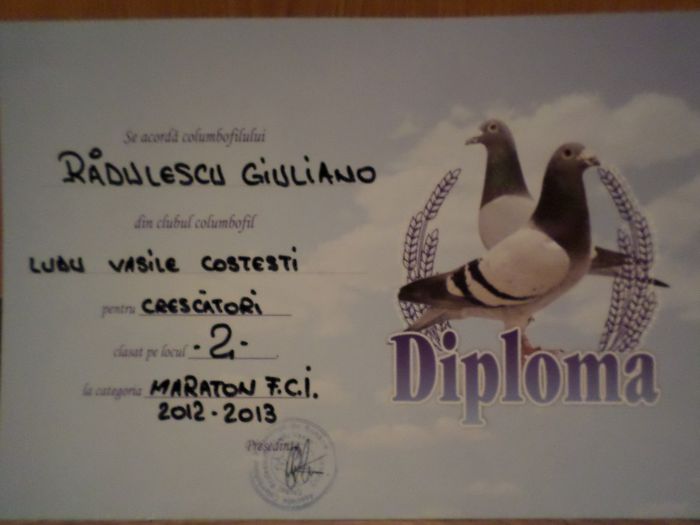 Se acordă columbofilului
RĂDULESCU GIULIANO
din clubul columbofil
LUDU VASILE COSTESTI
pentru CRESCĂTORI
clasat pe locul .2.
la categoria MARATON F.C.I.
2012-2013
Președinte
Diploma